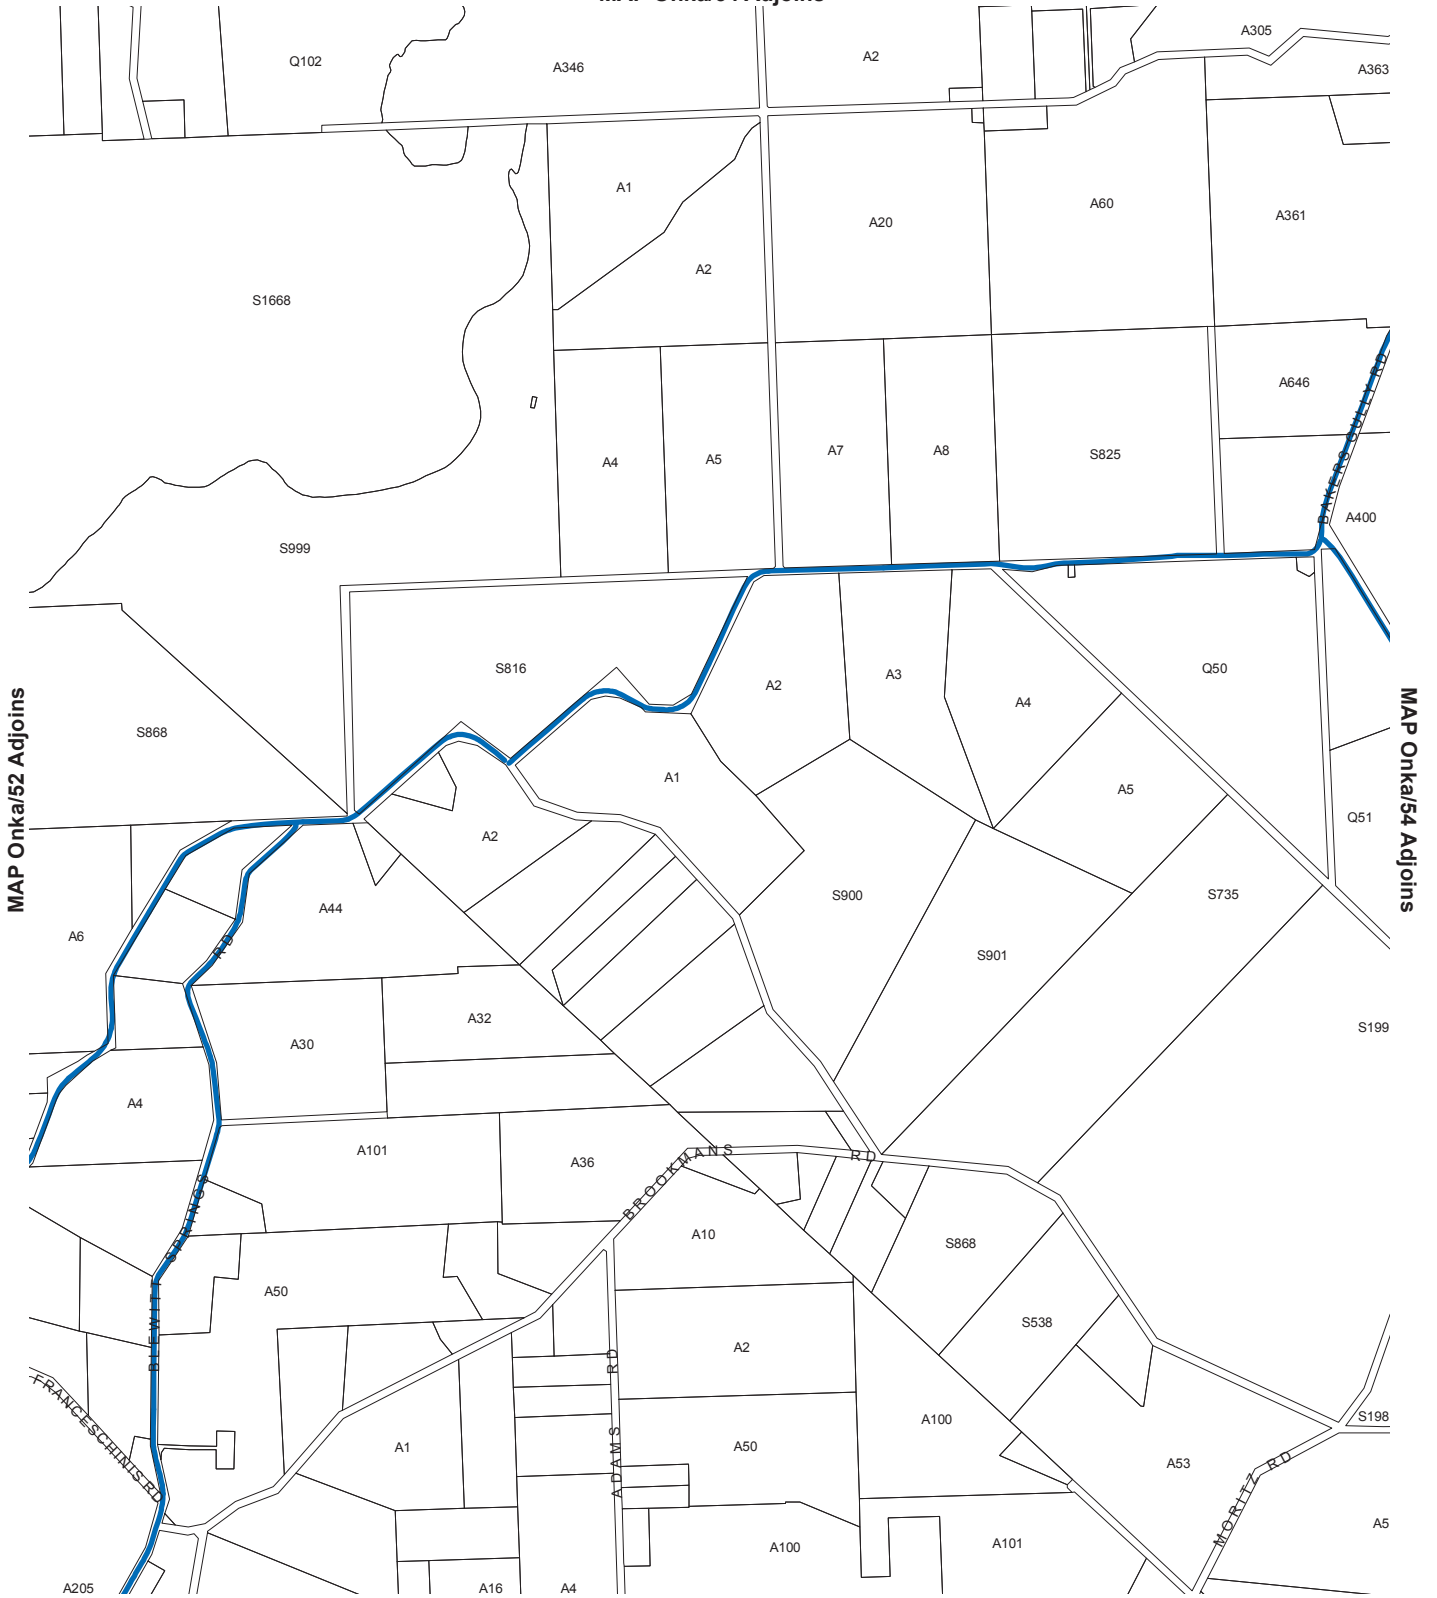 A305
A2
Q102
A346
A363
A1
A60
A361
A20
A2
S1668
A646
BAKERS GULLY RD
A7
A8
S825
A4
A5
A400
S999
S816
Q50
A2
A3
A4
MAP Onka/52 Adjoins
MAP Onka/54 Adjoins
S868
A1
A5
Q51
A2
S900
S735
A44
A6
RD
S901
A32
S199
A30
A4
A101
A36
BROOKMANS RD
A10
S868
BLEWITT SPRINGS
A50
S538
A2
RD
FRANCESCHINIS RD
A100
S198
A1
A50
A53
ADAMS
MORITZ RD
A5
A100
A101
A205
A16
A4